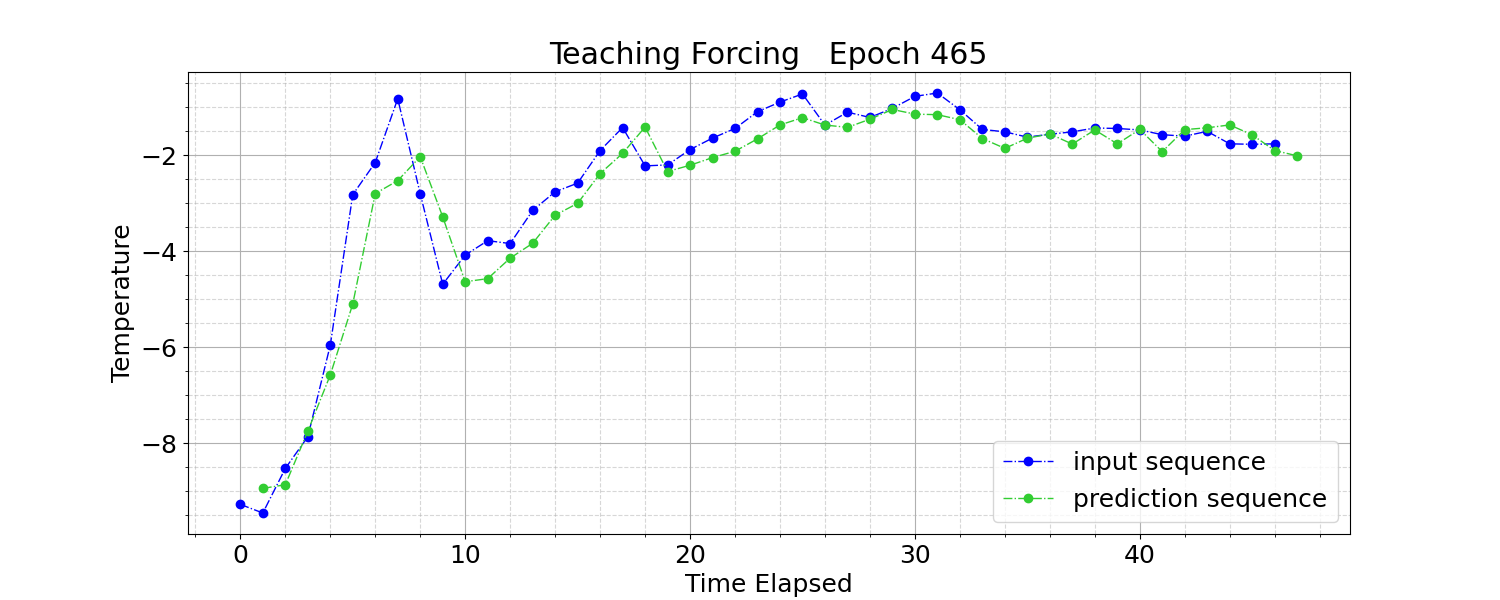 Teaching Forcing   Epoch 465
Temperature
−2
−4
−6
−8
input sequence
prediction sequence
0 10 20 30 40
Time Elapsed